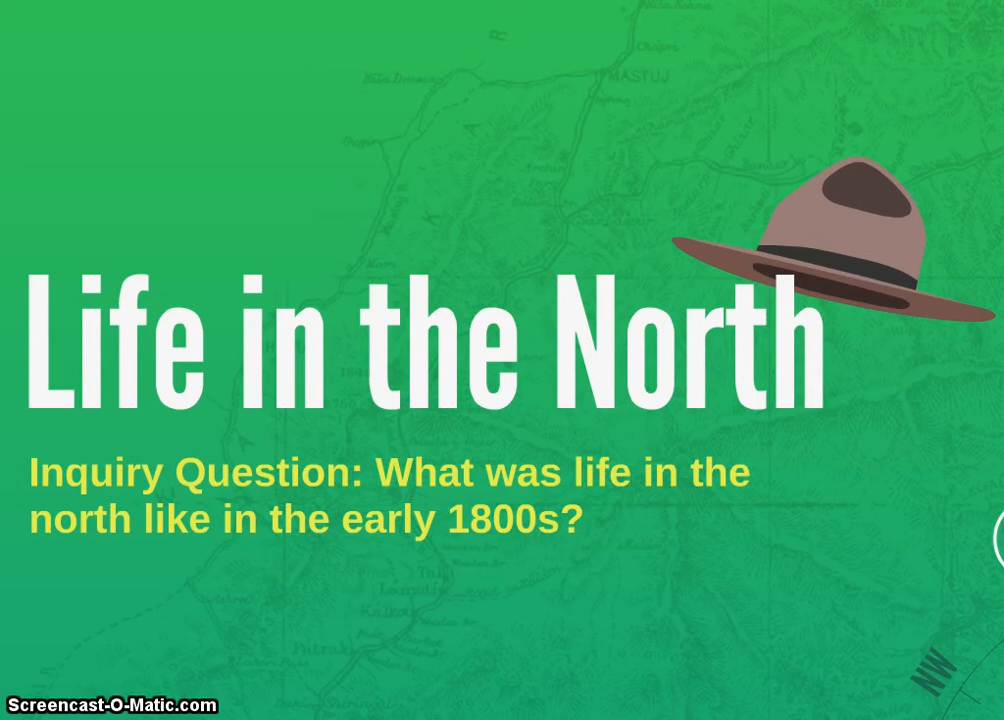 MASTUJ
Life in the North
Inquiry Question: What was life in the
north like in the early 1800s?
NW
Screencast-O-Matic.com